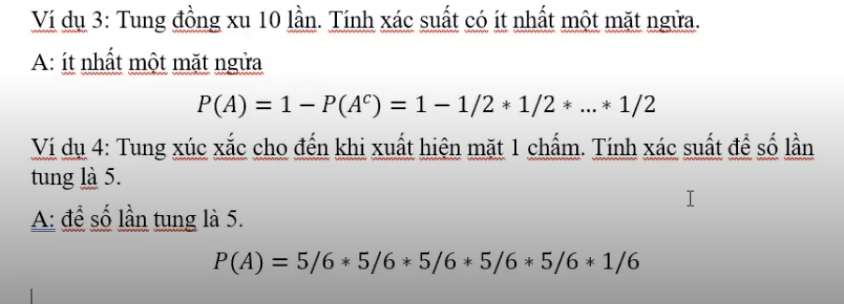 Ví dụ 3: Tung đồng xu 10 lần. Tính xác suất có ít nhất một mặt ngửa.
A: ít nhất một mặt ngửa
P(A) = 1 − P(Aᶜ) = 1 − 1/2 ∗ 1/2 ∗ ... ∗ 1/2
Ví dụ 4: Tung xúc xắc cho đến khi xuất hiện mặt 1 chấm. Tính xác suất để số lần
tung là 5.
A: để số lần tung là 5.
P(A) = 5/6 ∗ 5/6 ∗ 5/6 ∗ 5/6 ∗ 5/6 ∗ 1/6